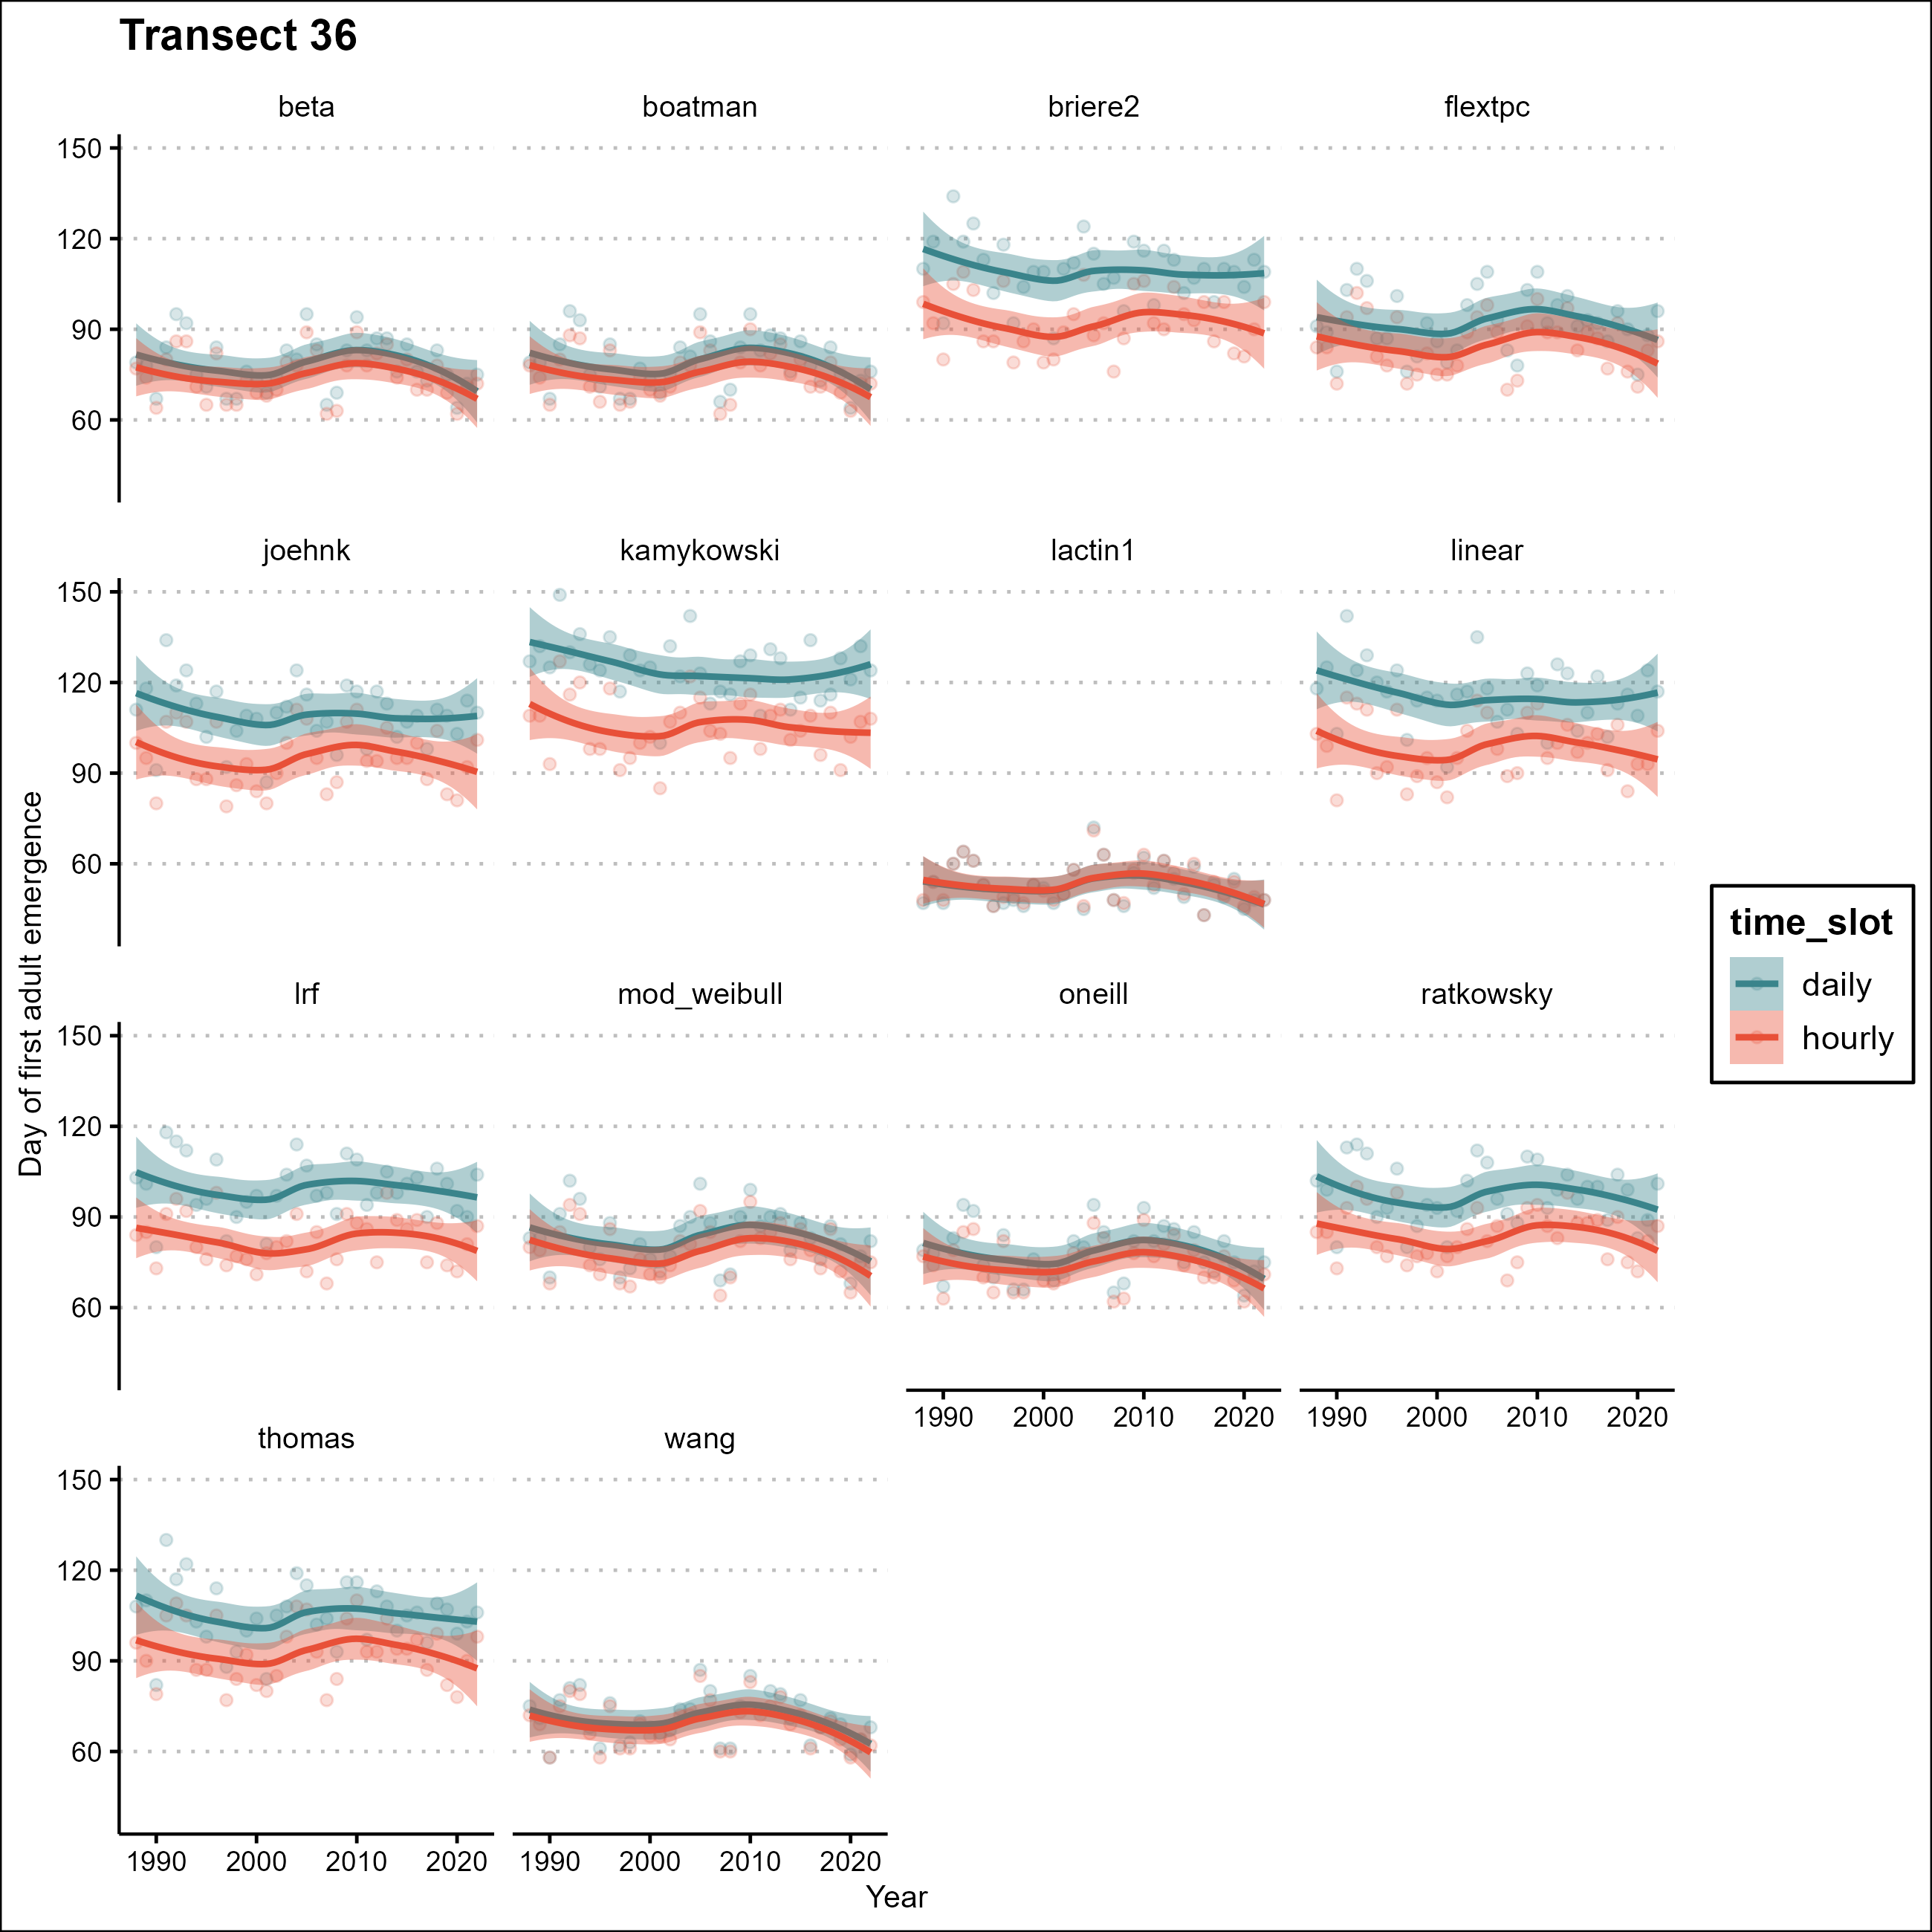 Transect 36
beta boatman briere2 flextpc
150
120
90
60
joehnk kamykowski lactin1 linear
150
120
90
60
lrf mod_weibull oneill ratkowsky
150
120
90
60
1990 2000 2010 2020 1990 2000 2010 2020
thomas wang
150
120
90
60
1990 2000 2010 2020 1990 2000 2010 2020
Year
Day of first adult emergence
time_slot
daily
hourly